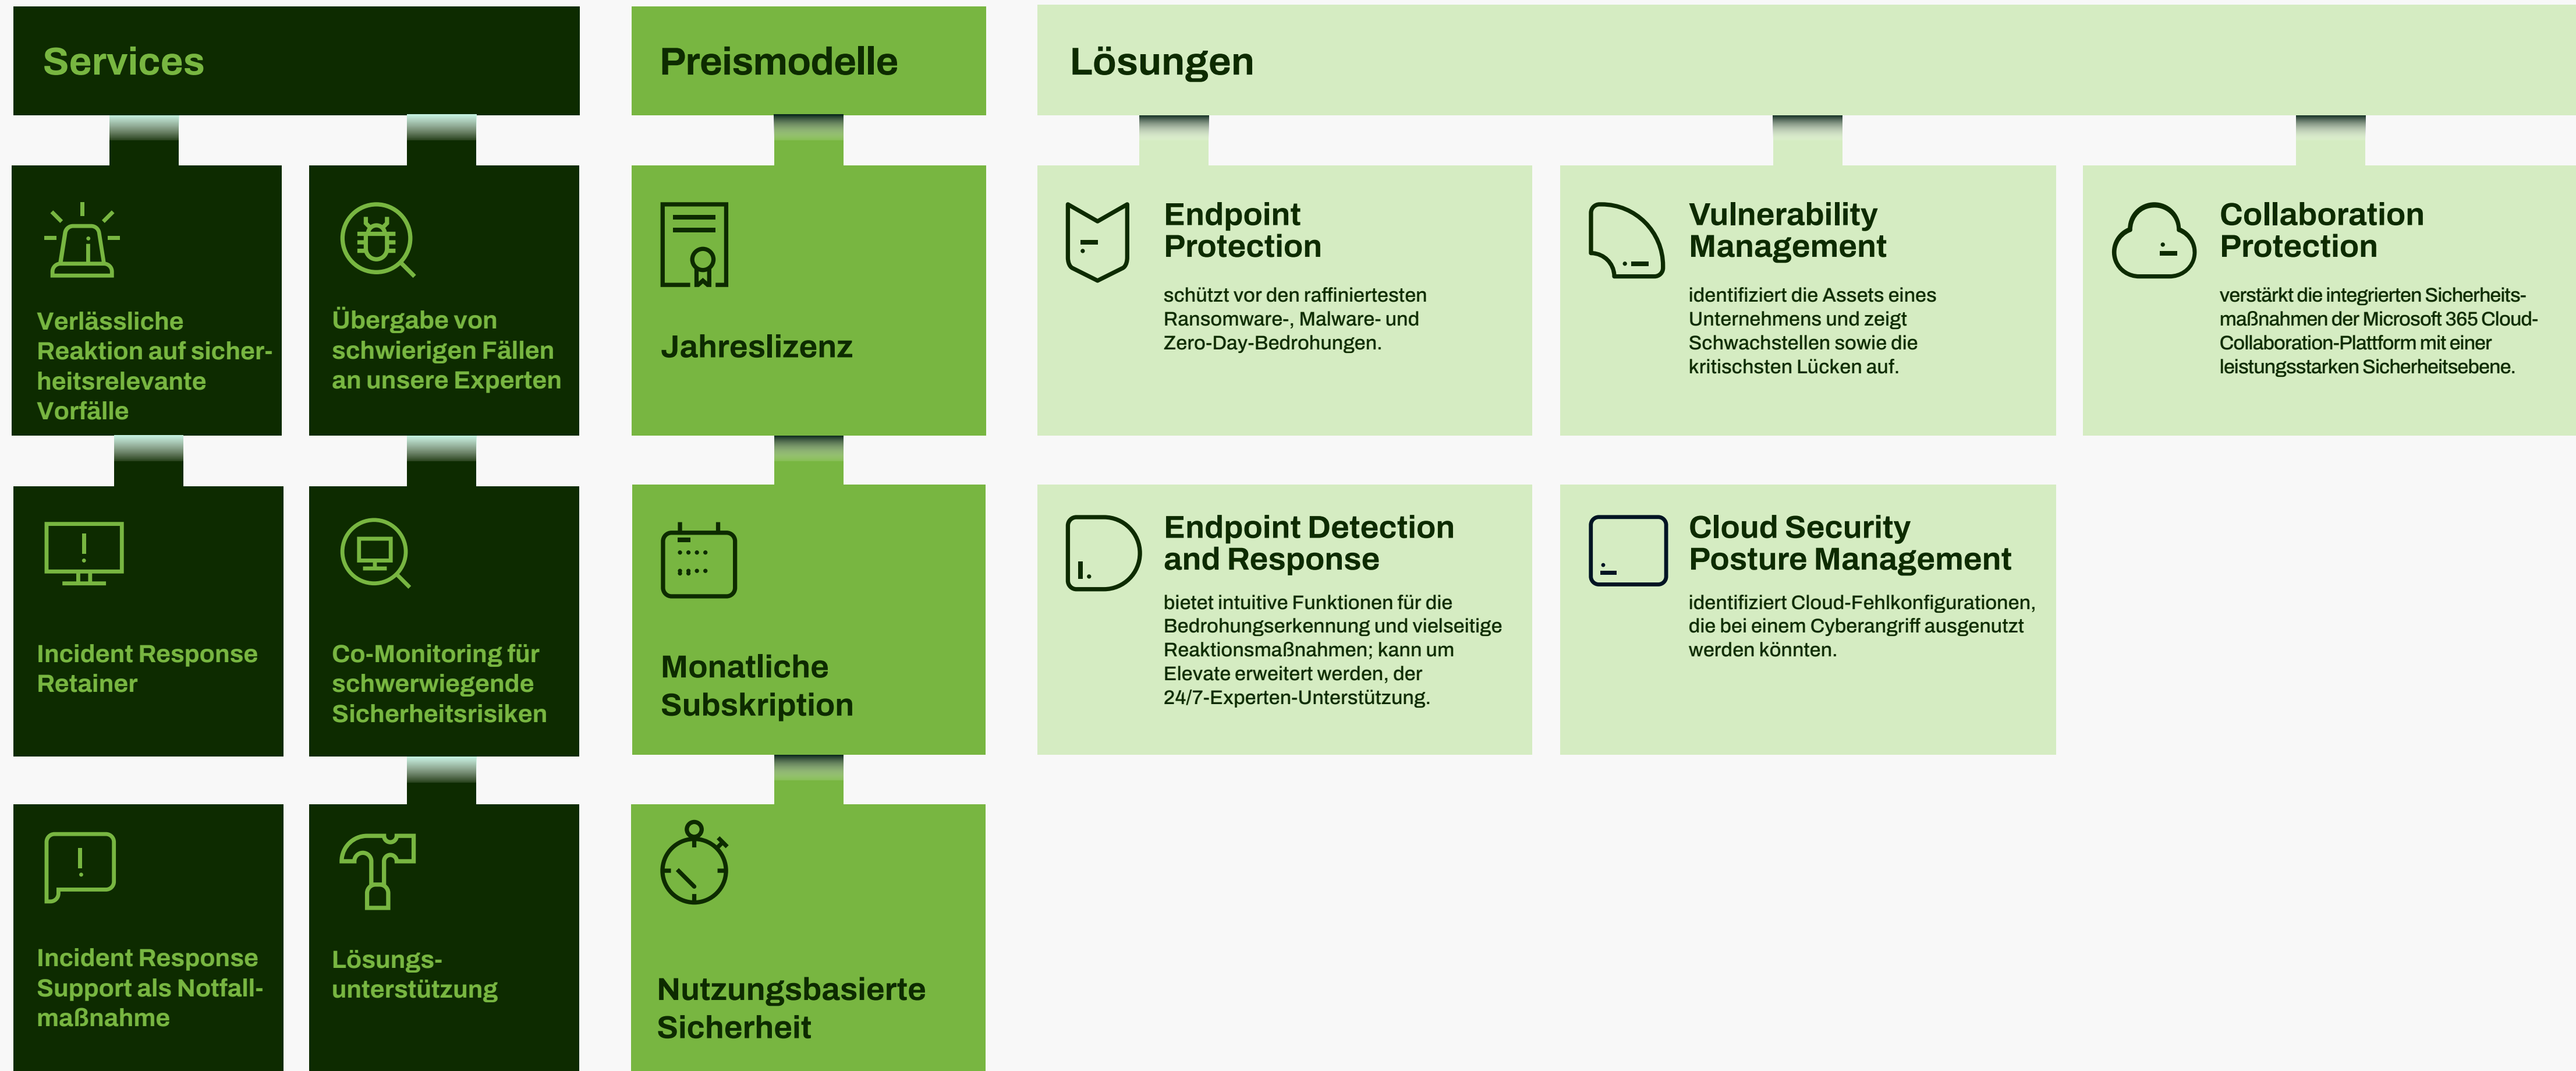 Services
Verlässliche
Reaktion auf sicher-
heitsrelevante
Vorfälle
Übergabe von
schwierigen Fällen
an unsere Experten
Incident Response
Retainer
Co-Monitoring für
schwerwiegende
Sicherheitsrisiken
Incident Response
Support als Notfall-
maßnahme
Lösungs-
unterstützung
Preismodelle
Jahreslizenz
Monatliche
Subskription
Nutzungsbasierte
Sicherheit
Lösungen
Endpoint
Protection
schützt vor den raffiniertesten
Ransomware-, Malware- und
Zero-Day-Bedrohungen.
Vulnerability
Management
identifiziert die Assets eines
Unternehmens und zeigt
Schwachstellen sowie die
kritischsten Lücken auf.
Collaboration
Protection
verstärkt die integrierten Sicherheits-
maßnahmen der Microsoft 365 Cloud-
Collaboration-Plattform mit einer
leistungsstarken Sicherheitsebene.
Endpoint Detection
and Response
bietet intuitive Funktionen für die
Bedrohungserkennung und vielseitige
Reaktionsmaßnahmen; kann um
Elevate erweitert werden, der
24/7-Experten-Unterstützung.
Cloud Security
Posture Management
identifiziert Cloud-Fehlkonfigurationen,
die bei einem Cyberangriff ausgenutzt
werden könnten.